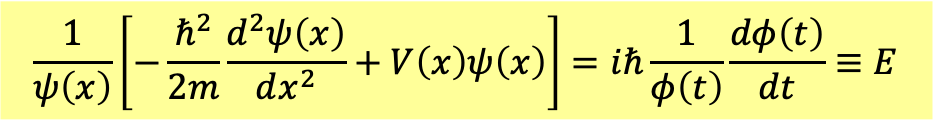 1/ψ(x) [−ℏ²/2m d²ψ(x)/dx² + V(x)ψ(x)] = iℏ 1/ϕ(t) dϕ(t)/dt ≡ E